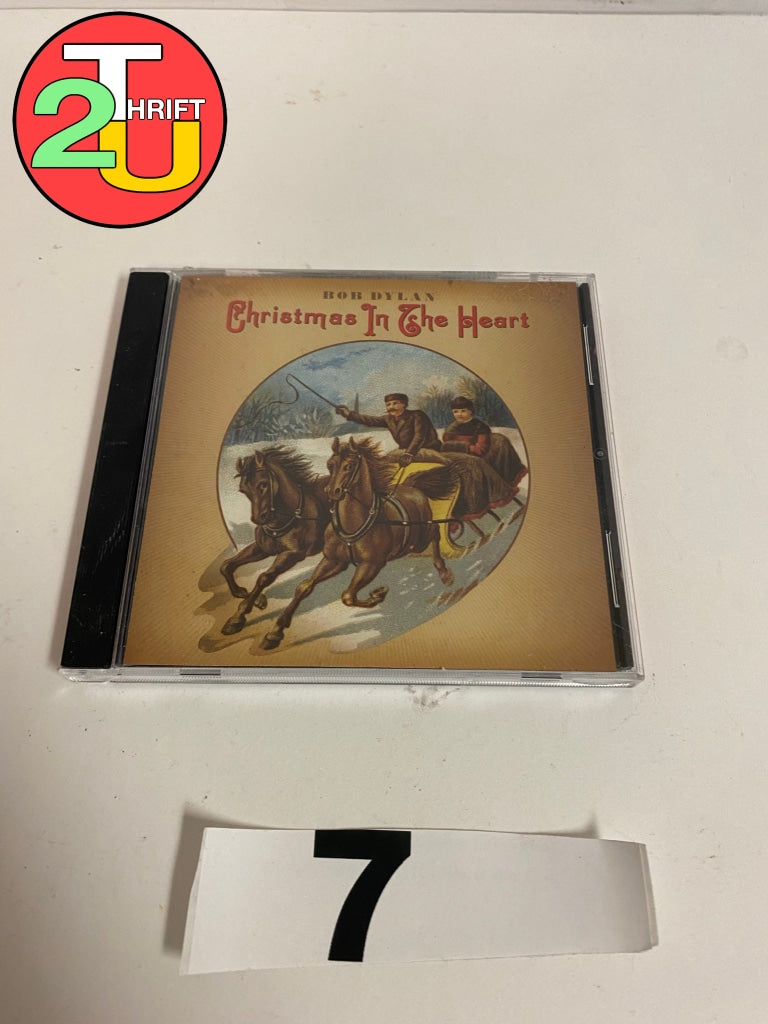 2 THRIFT U
BOB DYLAN
Christmas In The Heart
7